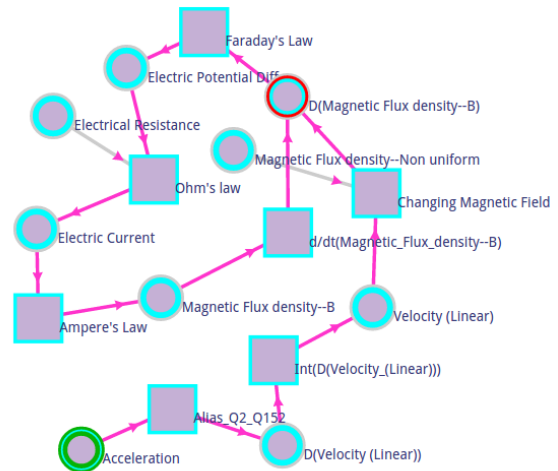 Faraday's Law
Electric Potential Diff
D(Magnetic Flux density--B)
Electrical Resistance
Magnetic Flux density--Non uniform
Ohm's law
Changing Magnetic Field
Electric Current
d/dt(Magnetic_Flux_density--B)
Magnetic Flux density--B
Velocity (Linear)
Ampere's Law
Int(D(Velocity_(Linear)))
Alias_Q2_Q152
D(Velocity (Linear))
Acceleration